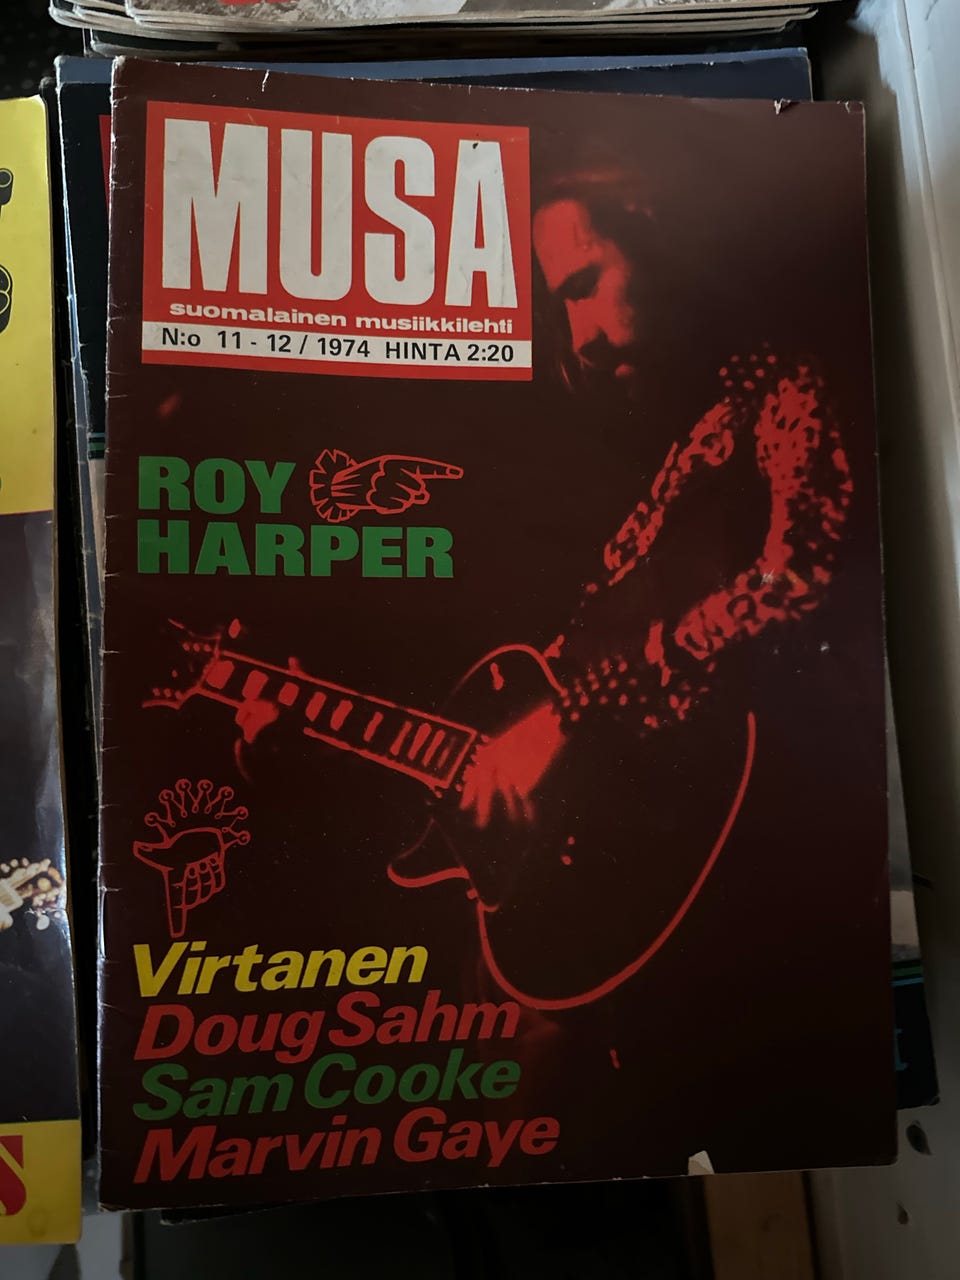 MUSA
suomalainen musiikkilehti
N:o 11 - 12 / 1974 HINTA 2:20
ROY
HARPER
Virtanen
Doug Sahm
Sam Cooke
Marvin Gaye